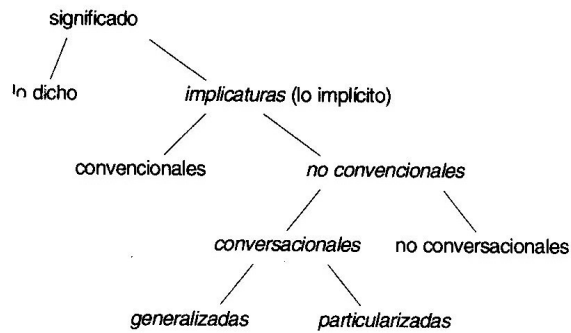 significado
lo dicho
implicaturas (lo implícito)
convencionales
no convencionales
conversacionales
no conversacionales
generalizadas
particularizadas